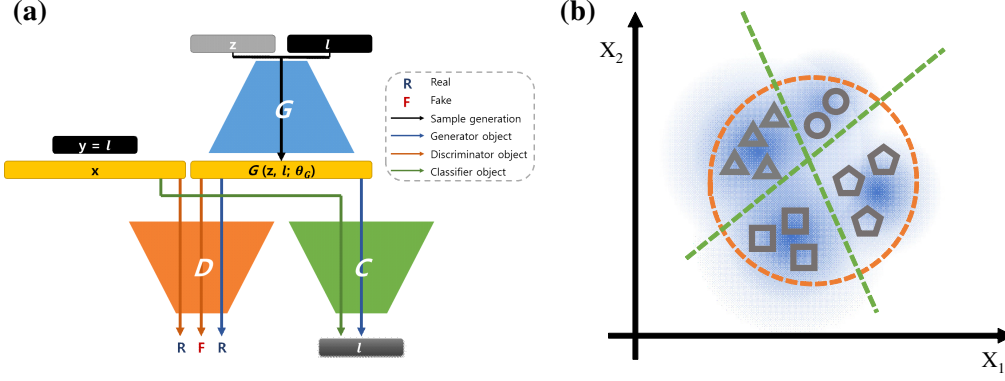 (a)
z
l
G
R Real
F Fake
Sample generation
Generator object
Discriminator object
Classifier object
y = l
x
G (z, l; θG)
D
C
R F R
l
(b)
X2
X1